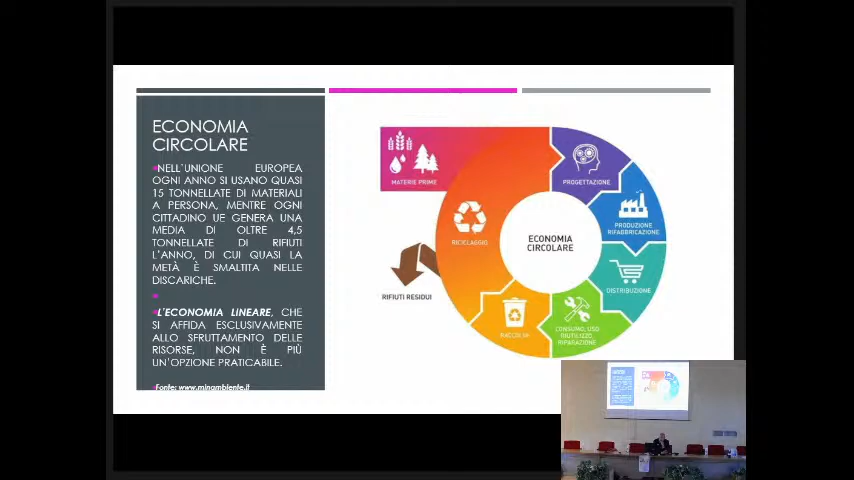 ECONOMIA
CIRCOLARE
NELL'UNIONE EUROPEA
OGNI ANNO SI USANO QUASI
15 TONNELLATE DI MATERIALI
A PERSONA, MENTRE OGNI
CITTADINO UE GENERA UNA
MEDIA DI OLTRE 4,5
TONNELLATE DI RIFIUTI
L'ANNO, DI CUI QUASI LA
METÀ È SMALTITA NELLE
DISCARICHE.
L'ECONOMIA LINEARE, CHE
SI AFFIDA ESCLUSIVAMENTE
ALLO SFRUTTAMENTO DELLE
RISORSE, NON È PIÙ
UN'OPZIONE PRATICABILE.
Fonte: www.minambiente.it
MATERIE PRIME
PROGETTAZIONE
PRODUZIONE
RIFABBRICAZIONE
DISTRIBUZIONE
CONSUMO, USO
RIUTILIZZO
RIPARAZIONE
RACCOLTA
RICICLAGGIO
RIFIUTI RESIDUI
ECONOMIA
CIRCOLARE